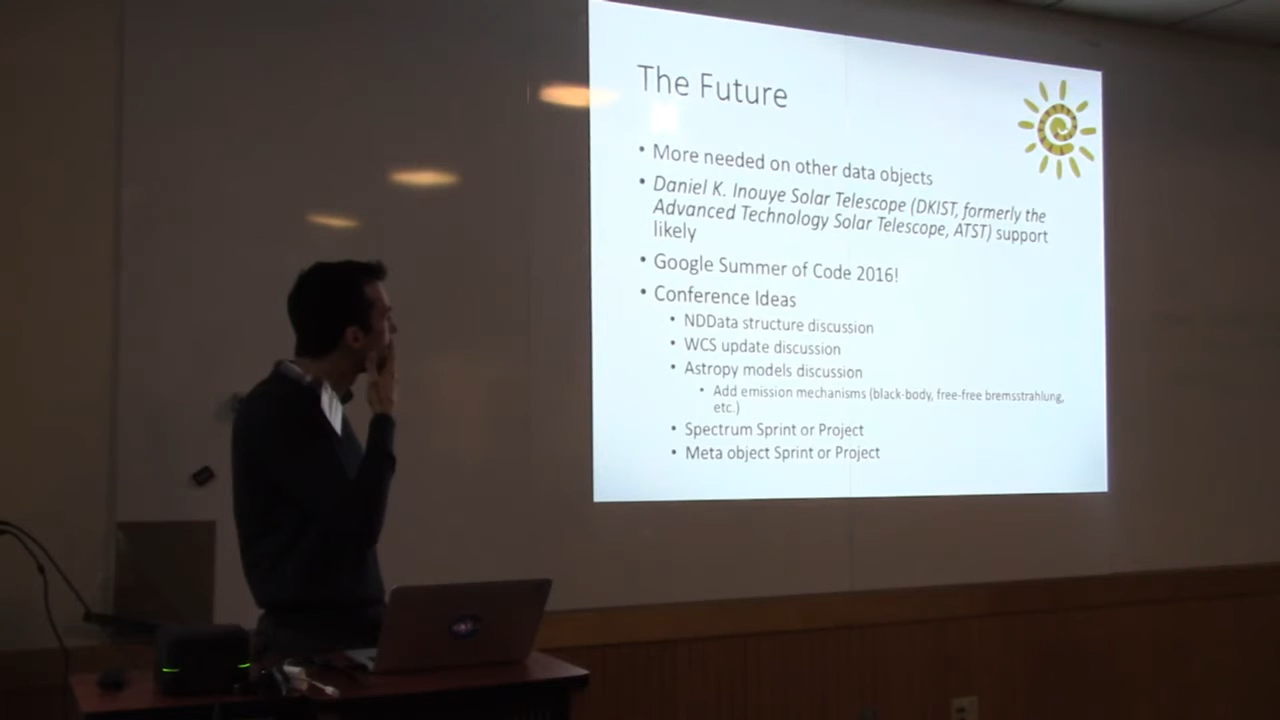 The Future
• More needed on other data objects
• Daniel K. Inouye Solar Telescope (DKIST, formerly the
Advanced Technology Solar Telescope, ATST) support
likely
• Google Summer of Code 2016!
• Conference Ideas
• NDData structure discussion
• WCS update discussion
• Astropy models discussion
• Add emission mechanisms (black-body, free-free bremsstrahlung,
etc.)
• Spectrum Sprint or Project
• Meta object Sprint or Project